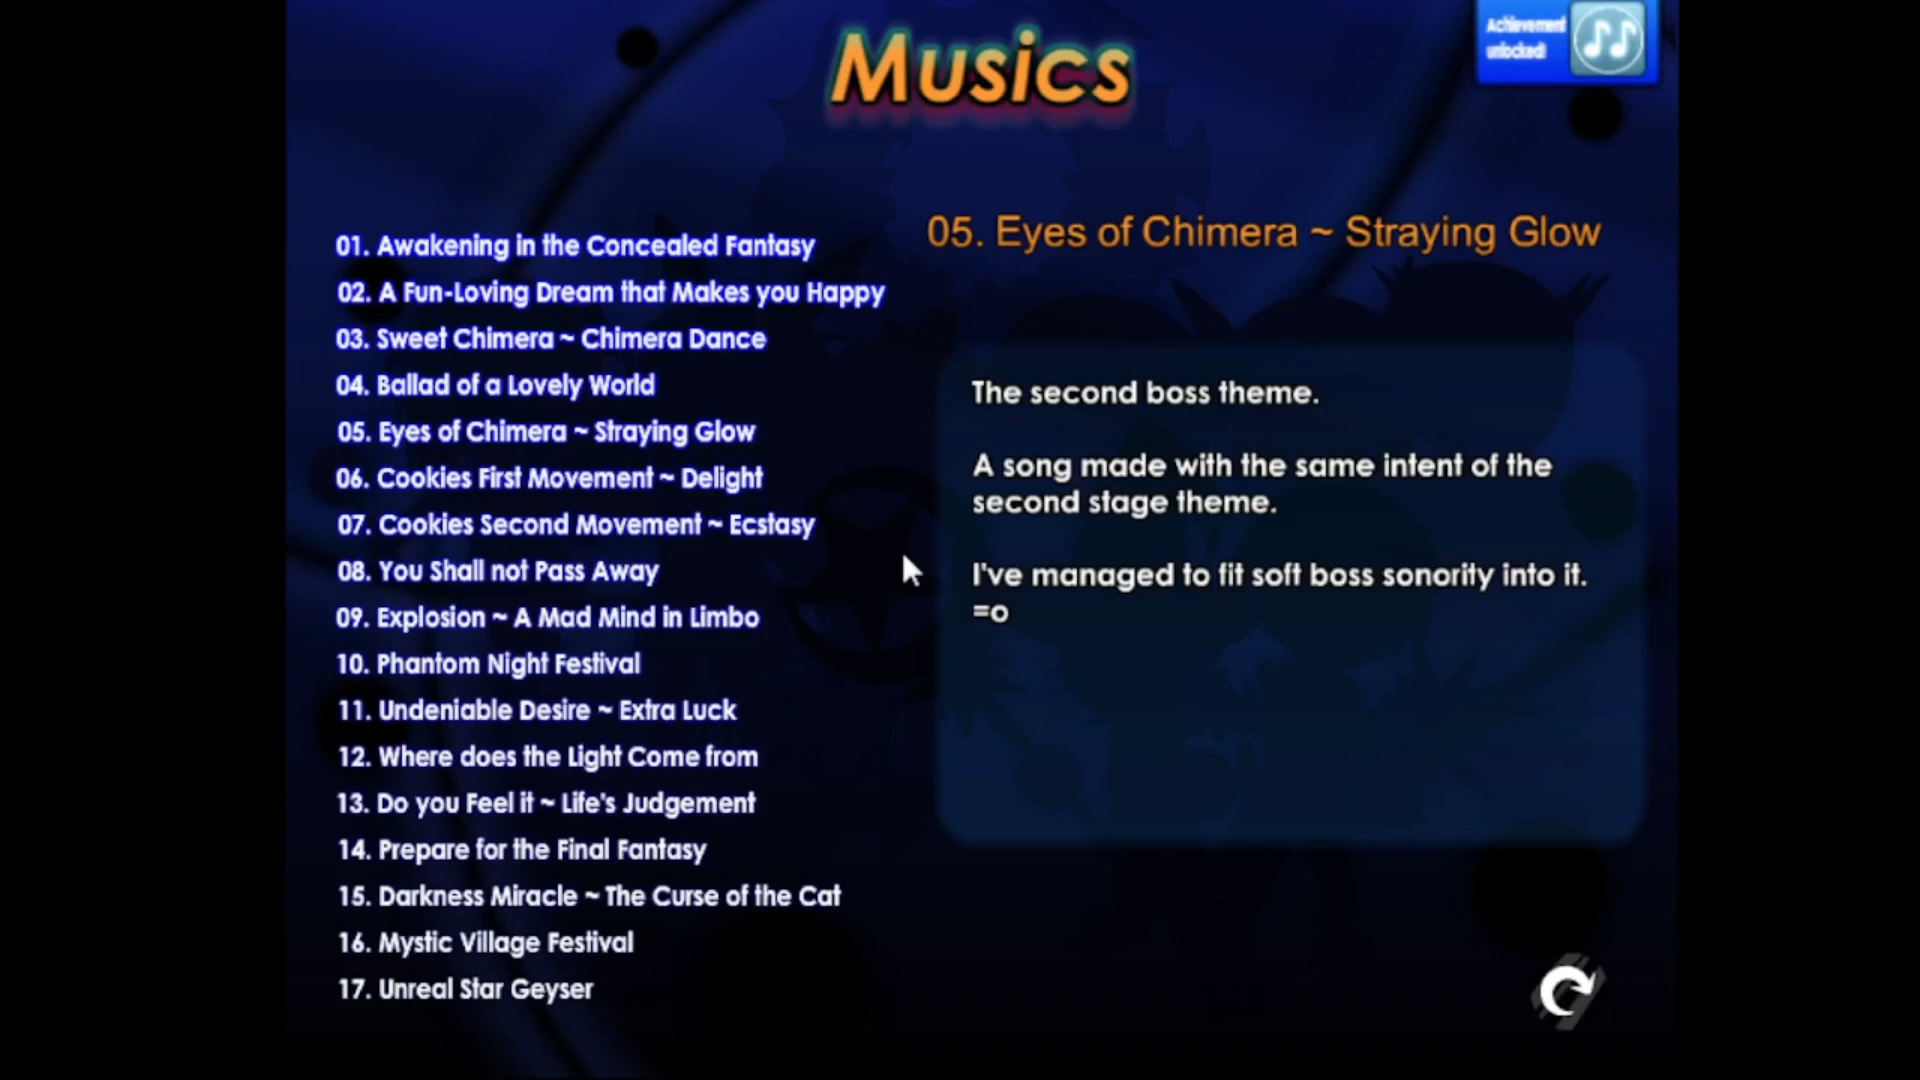 Musics
Achievement
unlocked!
01. Awakening in the Concealed Fantasy
02. A Fun-Loving Dream that Makes you Happy
03. Sweet Chimera ~ Chimera Dance
04. Ballad of a Lovely World
05. Eyes of Chimera ~ Straying Glow
06. Cookies First Movement ~ Delight
07. Cookies Second Movement ~ Ecstasy
08. You Shall not Pass Away
09. Explosion ~ A Mad Mind in Limbo
10. Phantom Night Festival
11. Undeniable Desire ~ Extra Luck
12. Where does the Light Come from
13. Do you Feel it ~ Life's Judgement
14. Prepare for the Final Fantasy
15. Darkness Miracle ~ The Curse of the Cat
16. Mystic Village Festival
17. Unreal Star Geyser
05. Eyes of Chimera ~ Straying Glow
The second boss theme.
A song made with the same intent of the
second stage theme.
I've managed to fit soft boss sonority into it.
=o